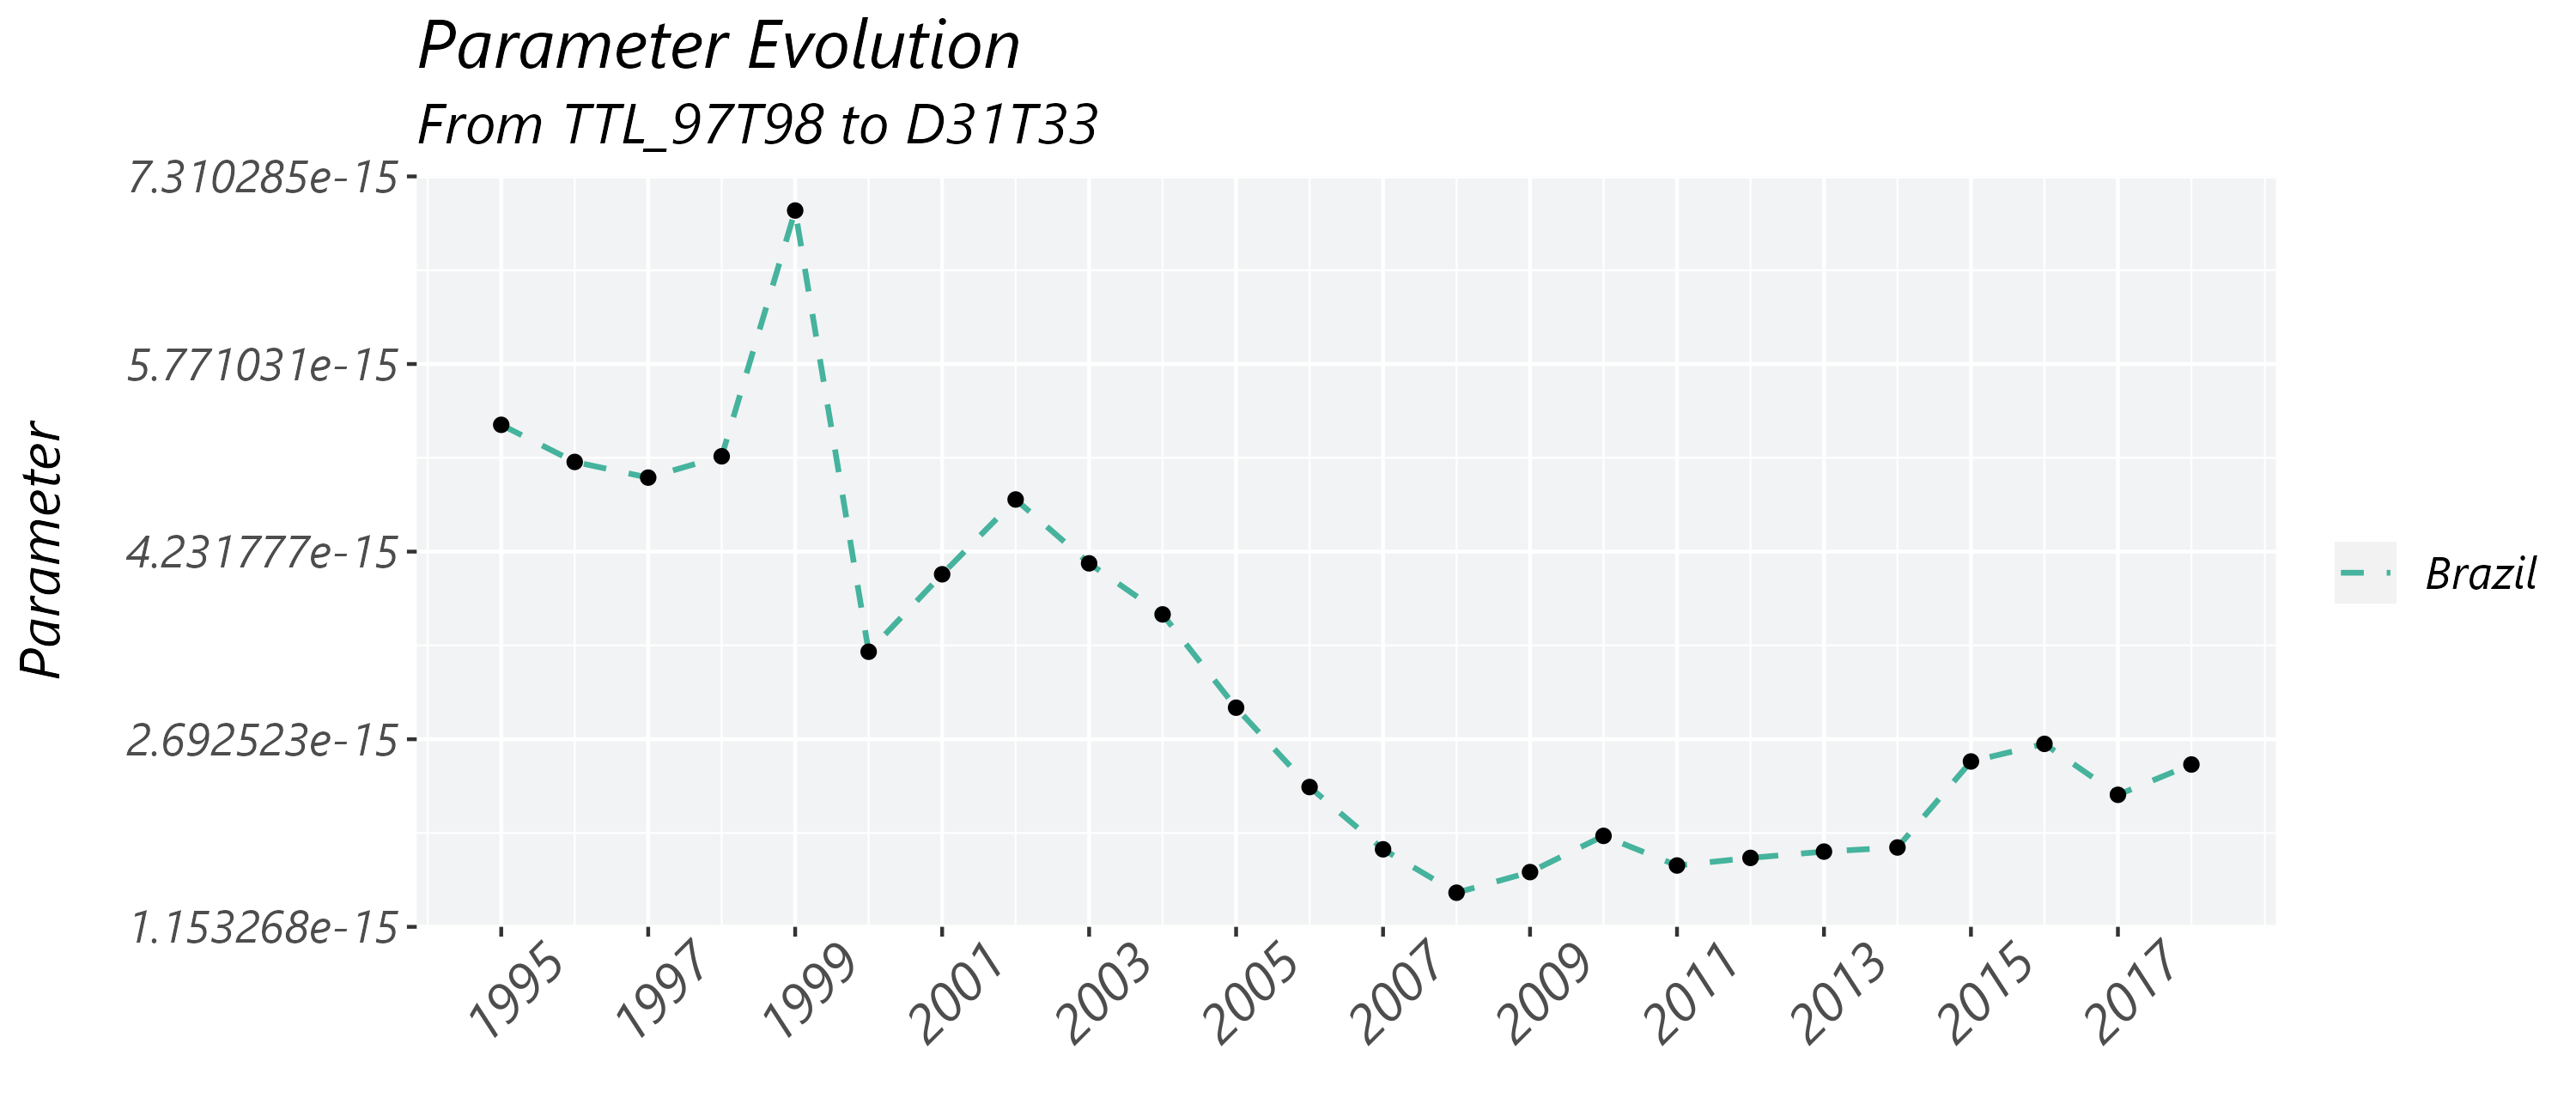 Parameter Evolution
From TTL_97T98 to D31T33
7.310285e-15
5.771031e-15
4.231777e-15
2.692523e-15
1.153268e-15
Parameter
1995
1997
1999
2001
2003
2005
2007
2009
2011
2013
2015
2017
Brazil